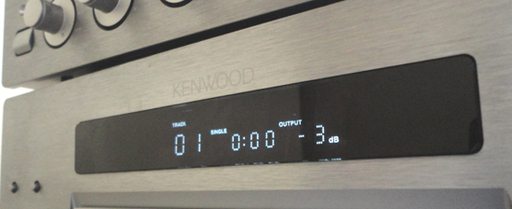 KENWOOD
TRACK SINGLE OUTPUT
01 0:00 -3 dB